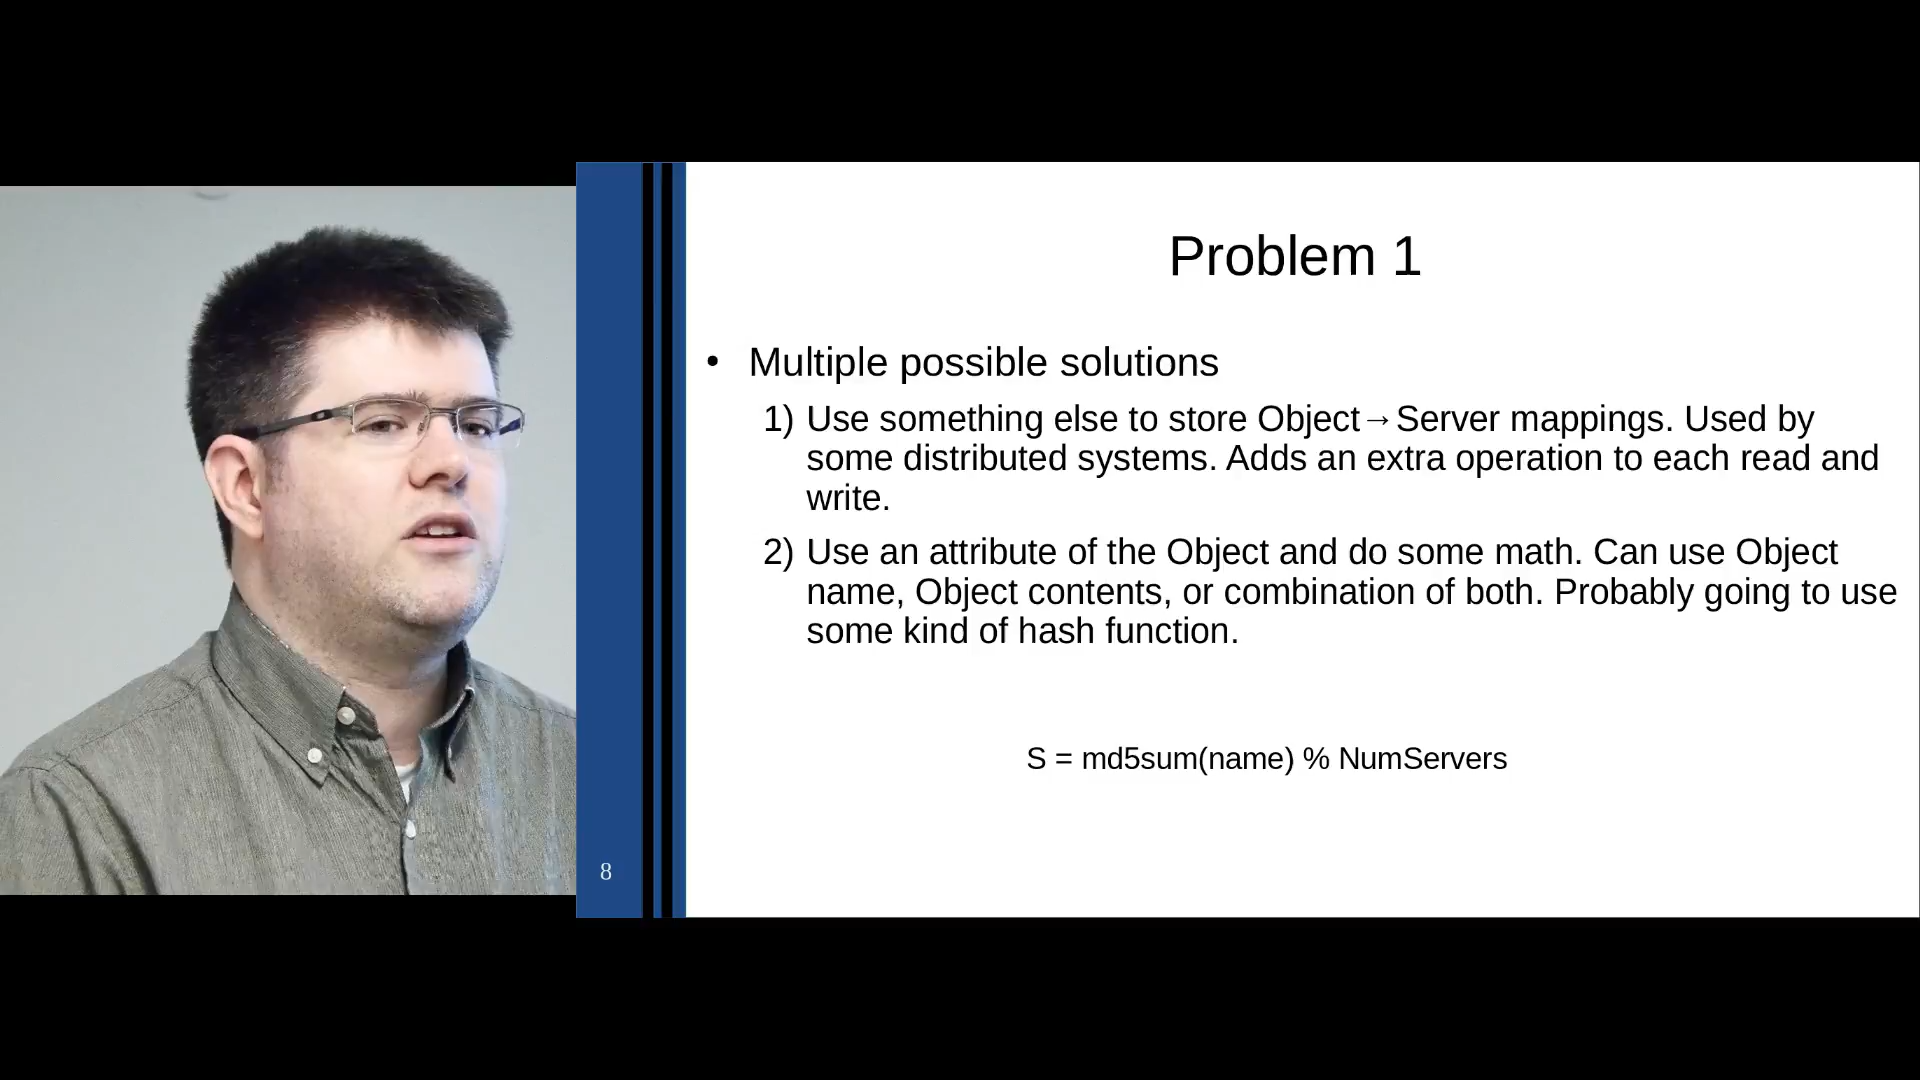 Problem 1
• Multiple possible solutions
1) Use something else to store Object→Server mappings. Used by
some distributed systems. Adds an extra operation to each read and
write.
2) Use an attribute of the Object and do some math. Can use Object
name, Object contents, or combination of both. Probably going to use
some kind of hash function.
S = md5sum(name) % NumServers
8